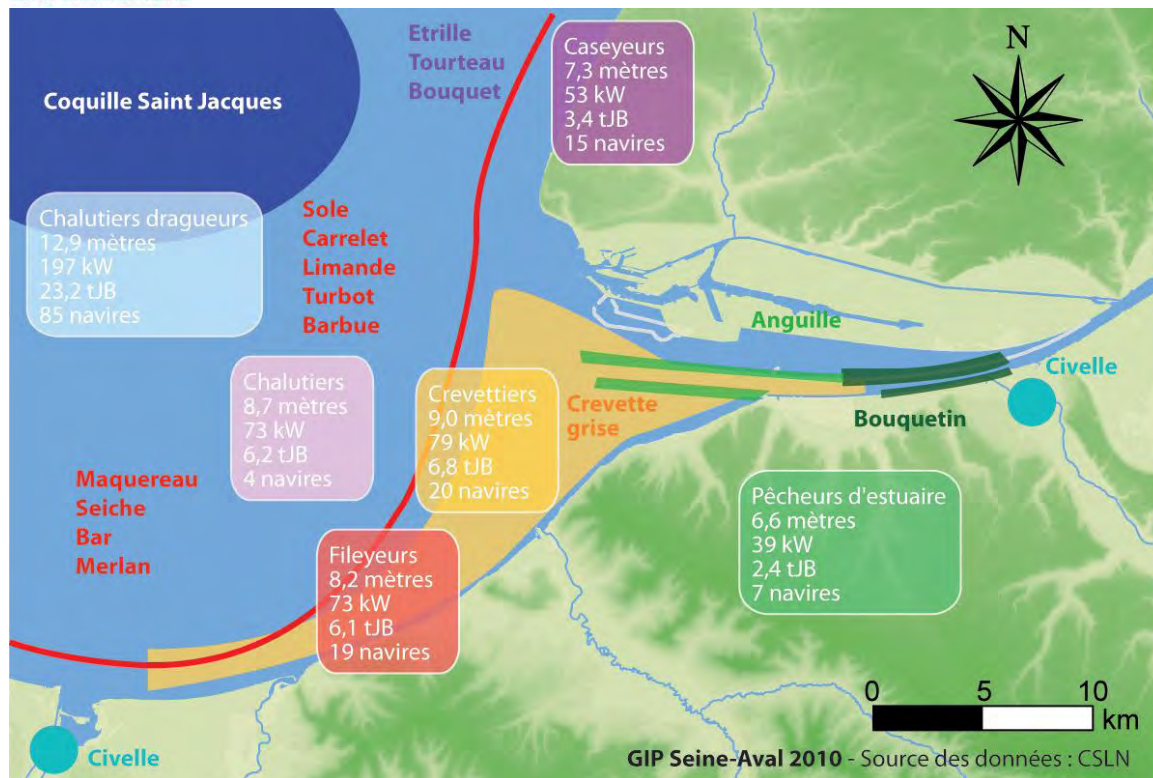 Etrille
Tourteau
Bouquet
Caseyeurs
7,3 mètres
53 kW
3,4 tJB
15 navires
N
Coquille Saint Jacques
Chalutiers dragueurs
12,9 mètres
197 kW
23,2 tJB
85 navires
Sole
Carrelet
Limande
Turbot
Barbue
Anguille
Civelle
Chalutiers
8,7 mètres
73 kW
6,2 tJB
4 navires
Crevettiers
9,0 mètres
79 kW
6,8 tJB
20 navires
Crevette
grise
Bouquetin
Maquereau
Seiche
Bar
Merlan
Pêcheurs d'estuaire
6,6 mètres
39 kW
2,4 tJB
7 navires
Fileyeurs
8,2 mètres
73 kW
6,1 tJB
19 navires
0 5 10
km
Civelle
GIP Seine-Aval 2010 - Source des données : CSLN